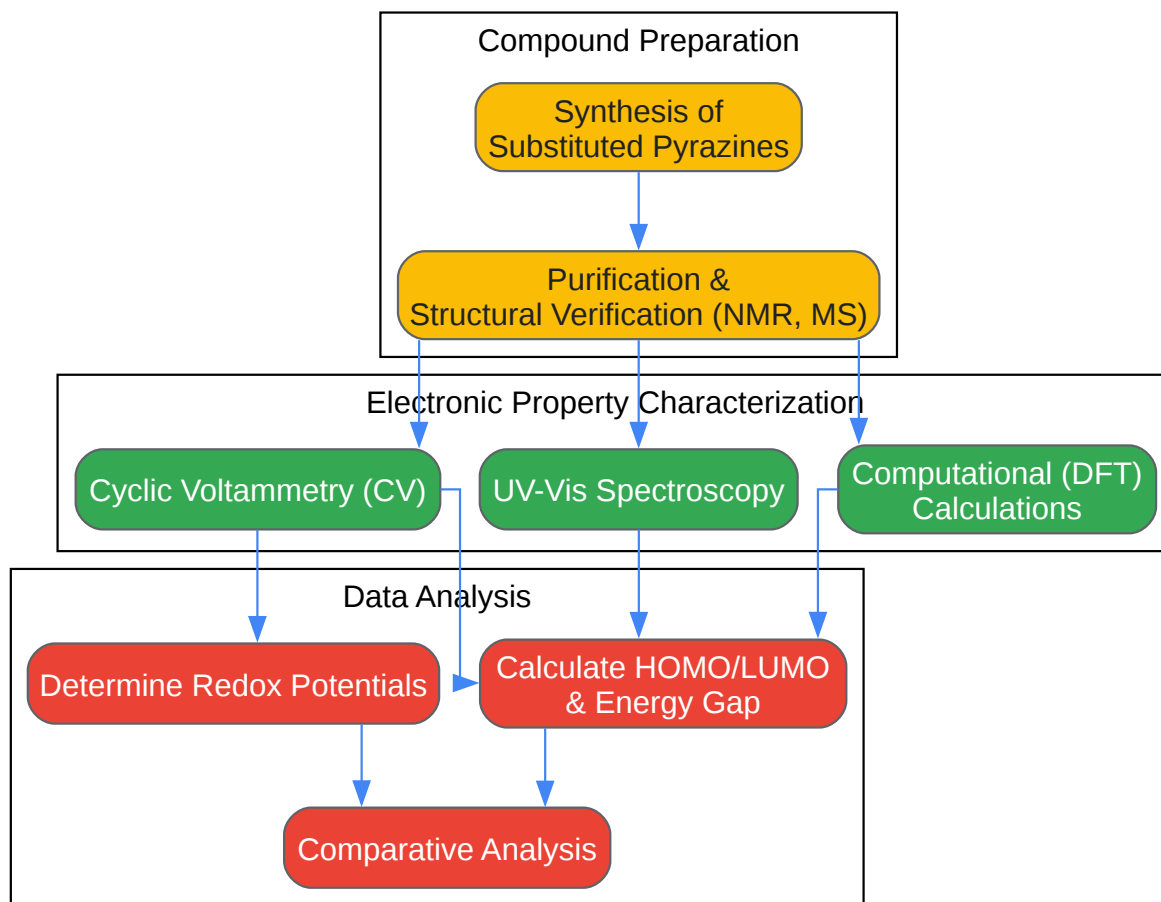 Compound Preparation
Synthesis of
Substituted Pyrazines
Purification &
Structural Verification (NMR, MS)
Electronic Property Characterization
Cyclic Voltammetry (CV)
UV-Vis Spectroscopy
Computational (DFT)
Calculations
Data Analysis
Determine Redox Potentials
Calculate HOMO/LUMO
& Energy Gap
Comparative Analysis